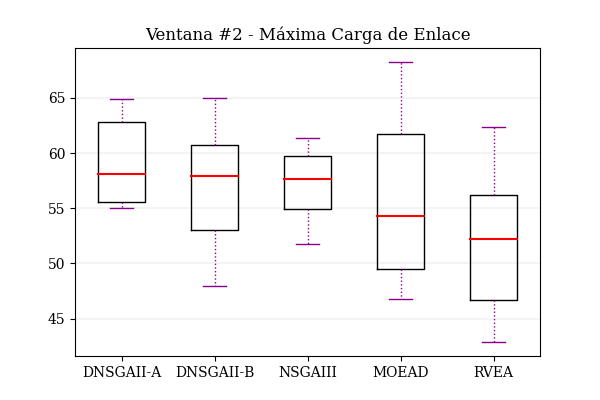 Ventana #2 - Máxima Carga de Enlace
65
60
55
50
45
DNSGAII-A DNSGAII-B NSGAIII MOEAD RVEA